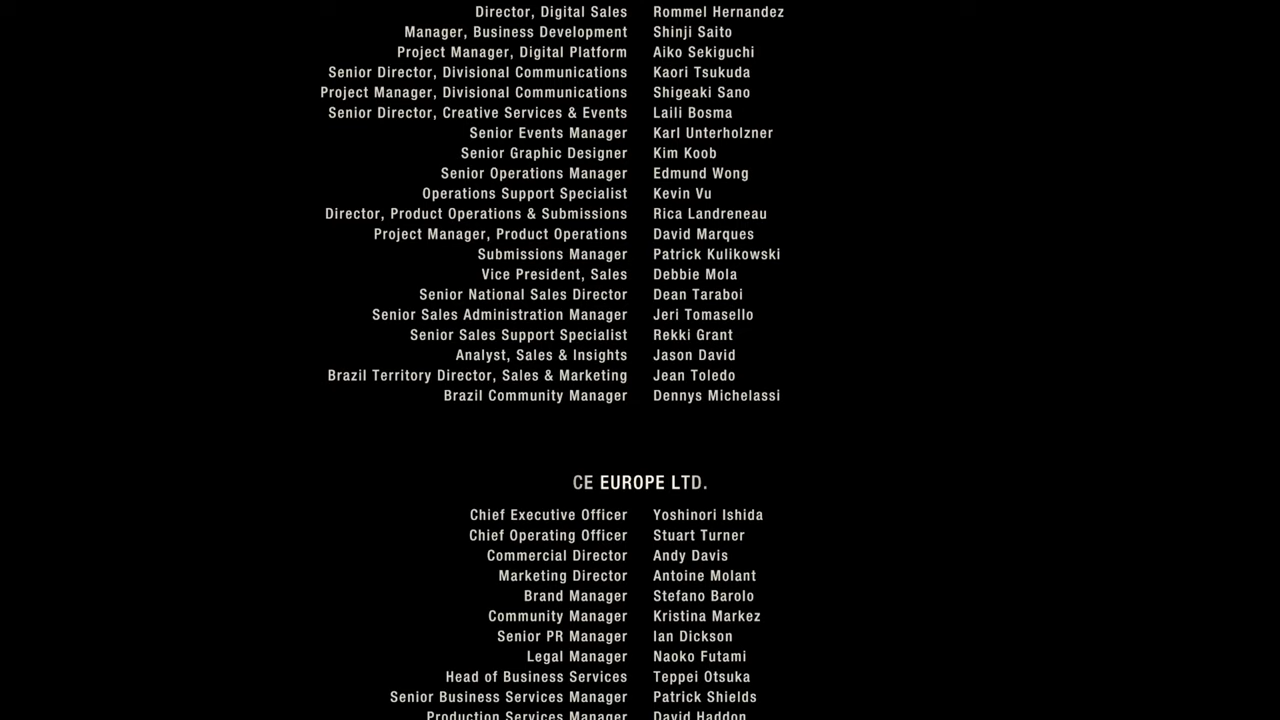 Director, Digital Sales Rommel Hernandez
Manager, Business Development Shinji Saito
Project Manager, Digital Platform Aiko Sekiguchi
Senior Director, Divisional Communications Kaori Tsukuda
Project Manager, Divisional Communications Shigeaki Sano
Senior Director, Creative Services & Events Laili Bosma
Senior Events Manager Karl Unterholzner
Senior Graphic Designer Kim Koob
Senior Operations Manager Edmund Wong
Operations Support Specialist Kevin Vu
Director, Product Operations & Submissions Rica Landreneau
Project Manager, Product Operations David Marques
Submissions Manager Patrick Kulikowski
Vice President, Sales Debbie Mola
Senior National Sales Director Dean Taraboi
Senior Sales Administration Manager Jeri Tomasello
Senior Sales Support Specialist Rekki Grant
Analyst, Sales & Insights Jason David
Brazil Territory Director, Sales & Marketing Jean Toledo
Brazil Community Manager Dennys Michelassi
CE EUROPE LTD.
Chief Executive Officer Yoshinori Ishida
Chief Operating Officer Stuart Turner
Commercial Director Andy Davis
Marketing Director Antoine Molant
Brand Manager Stefano Barolo
Community Manager Kristina Markez
Senior PR Manager Ian Dickson
Legal Manager Naoko Futami
Head of Business Services Teppei Otsuka
Senior Business Services Manager Patrick Shields
Production Services Manager David Haddon